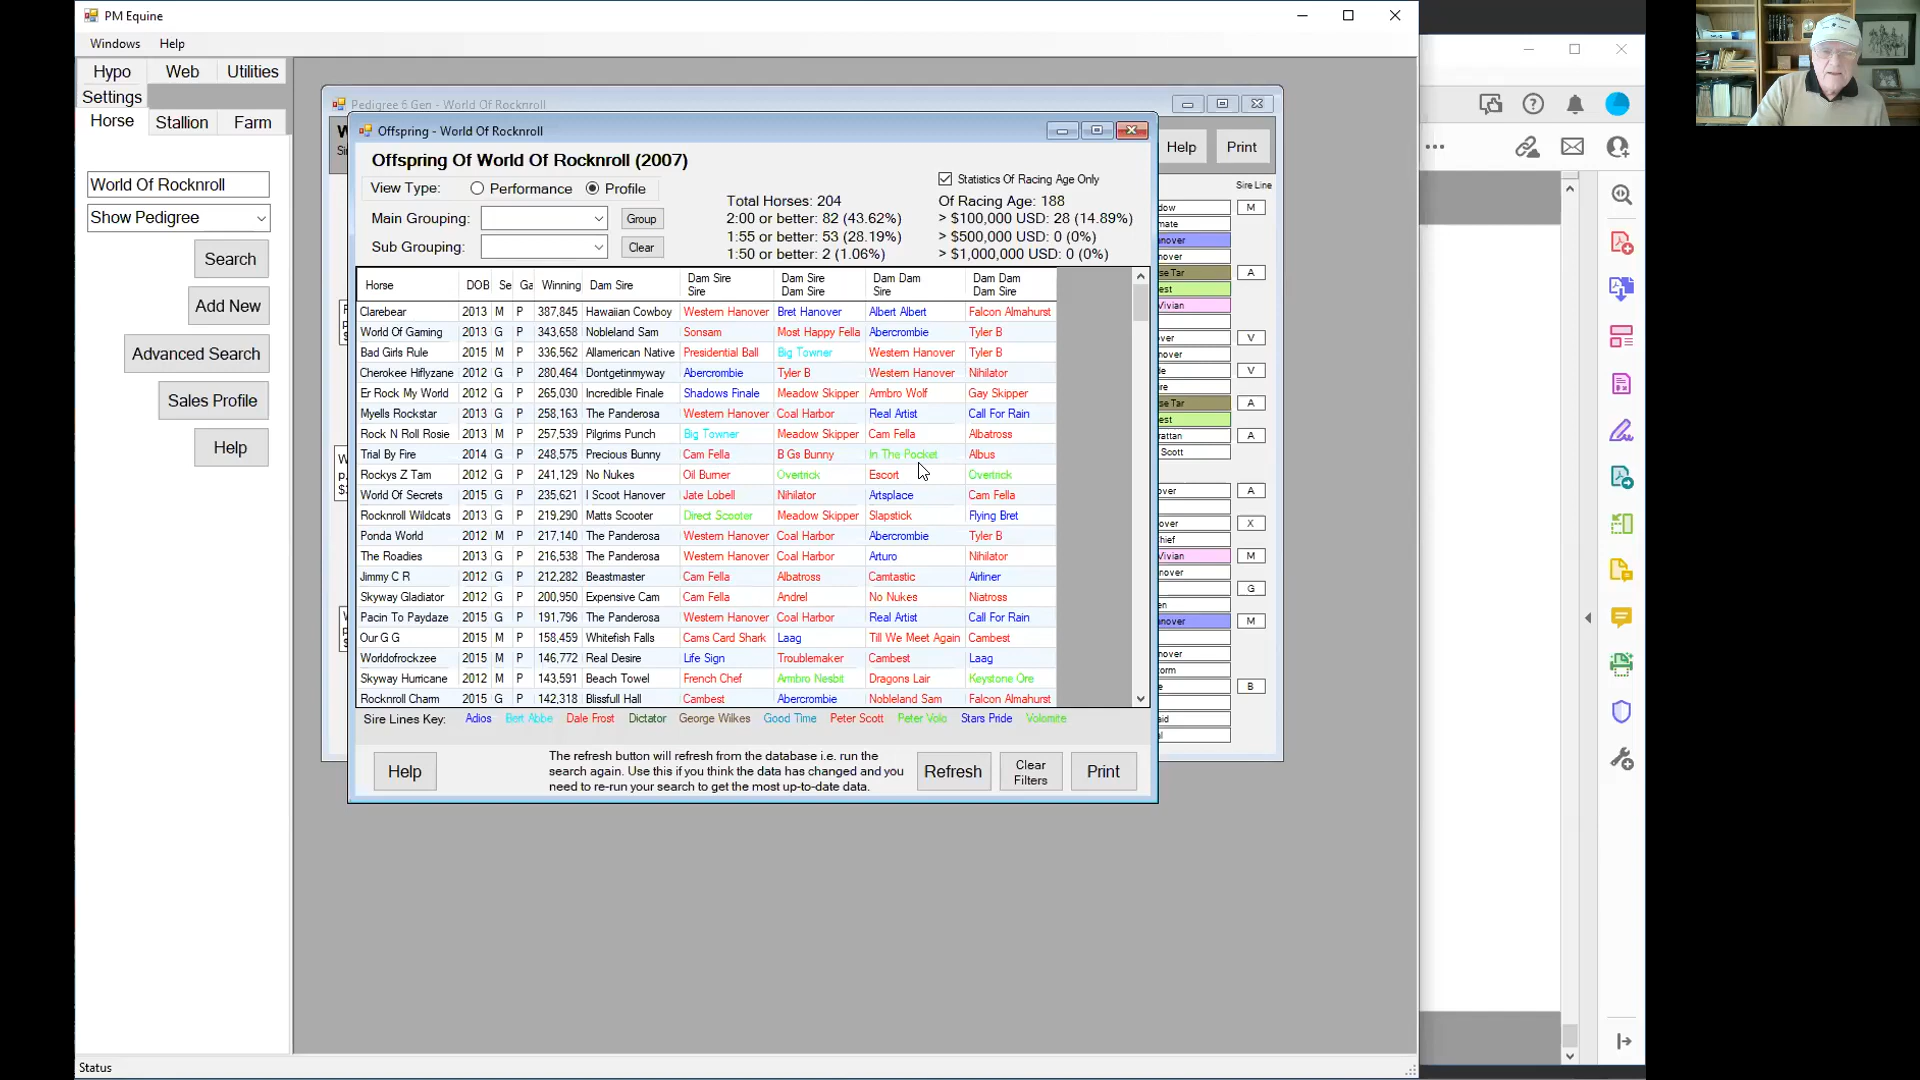 PM Equine
Windows Help
Hypo Web Utilities
Settings
Horse Stallion Farm
World Of Rocknroll
Show Pedigree
Search
Add New
Advanced Search
Sales Profile
Help
Status
Pedigree 6 Gen - World Of Rocknroll
Help Print
Sire Line
Offspring - World Of Rocknroll
Offspring Of World Of Rocknroll (2007)
View Type: Performance Profile
Main Grouping: Group
Sub Grouping: Clear
Total Horses: 204
2:00 or better: 82 (43.62%)
1:55 or better: 53 (28.19%)
1:50 or better: 2 (1.06%)
Statistics Of Racing Age Only
Of Racing Age: 188
> $100,000 USD: 28 (14.89%)
> $500,000 USD: 0 (0%)
> $1,000,000 USD: 0 (0%)
Horse DOB Se Ga Winning Dam Sire Dam Sire Sire Dam Sire Dam Sire Dam Dam Sire Dam Dam Dam Sire
Clarebear 2013 M P 387,845 Hawaiian Cowboy Western Hanover Bret Hanover Albert Albert Falcon Almahurst
World Of Gaming 2013 G P 343,658 Nobleland Sam Sonsam Most Happy Fella Abercrombie Tyler B
Bad Girls Rule 2015 M P 336,562 Allamerican Native Presidential Ball Big Towner Western Hanover Tyler B
Cherokee Hiflyzane 2012 G P 280,464 Dontgetinmyway Abercrombie Tyler B Western Hanover Nihilator
Er Rock My World 2012 G P 265,030 Incredible Finale Shadows Finale Meadow Skipper Ambro Wolf Gay Skipper
Myells Rockstar 2013 G P 258,163 The Panderosa Western Hanover Coal Harbor Real Artist Call For Rain
Rock N Roll Rosie 2013 M P 257,539 Pilgrims Punch Big Towner Meadow Skipper Cam Fella Albatross
Trial By Fire 2014 G P 248,575 Precious Bunny Cam Fella B Gs Bunny In The Pocket Albus
Rockys Z Tam 2012 G P 241,129 No Nukes Oil Burner Overtrick Escort Overtrick
World Of Secrets 2015 G P 235,621 I Scoot Hanover Jate Lobell Nihilator Artsplace Cam Fella
Rocknroll Wildcats 2013 G P 219,290 Matts Scooter Direct Scooter Meadow Skipper Slapstick Flying Bret
Ponda World 2012 M P 217,140 The Panderosa Western Hanover Coal Harbor Abercrombie Tyler B
The Roadies 2013 G P 216,538 The Panderosa Western Hanover Coal Harbor Arturo Nihilator
Jimmy C R 2012 G P 212,282 Beastmaster Cam Fella Albatross Camtastic Airliner
Skyway Gladiator 2012 G P 200,950 Expensive Cam Cam Fella Andrel No Nukes Niatross
Pacin To Paydaze 2015 G P 191,796 The Panderosa Western Hanover Coal Harbor Real Artist Call For Rain
Our G G 2015 M P 158,459 Whitefish Falls Cams Card Shark Laag Till We Meet Again Cambest
Worldofrockzee 2015 M P 146,772 Real Desire Life Sign Troublemaker Cambest Laag
Skyway Hurricane 2012 M P 143,591 Beach Towel French Chef Armbro Nesbit Dragons Lair Keystone Ore
Rocknroll Charm 2015 G P 142,318 Blissfull Hall Cambest Abercrombie Nobleland Sam Falcon Almahurst
Sire Lines Key: Adios Bert Abbe Dale Frost Dictator George Wilkes Good Time Peter Scott Peter Volo Stars Pride Volomite
Help
The refresh button will refresh from the database i.e. run the
search again. Use this if you think the data has changed and you
need to re-run your search to get the most up-to-date data.
Refresh Clear Filters Print
M
A
V
V
A
A
A
X
M
G
M
B